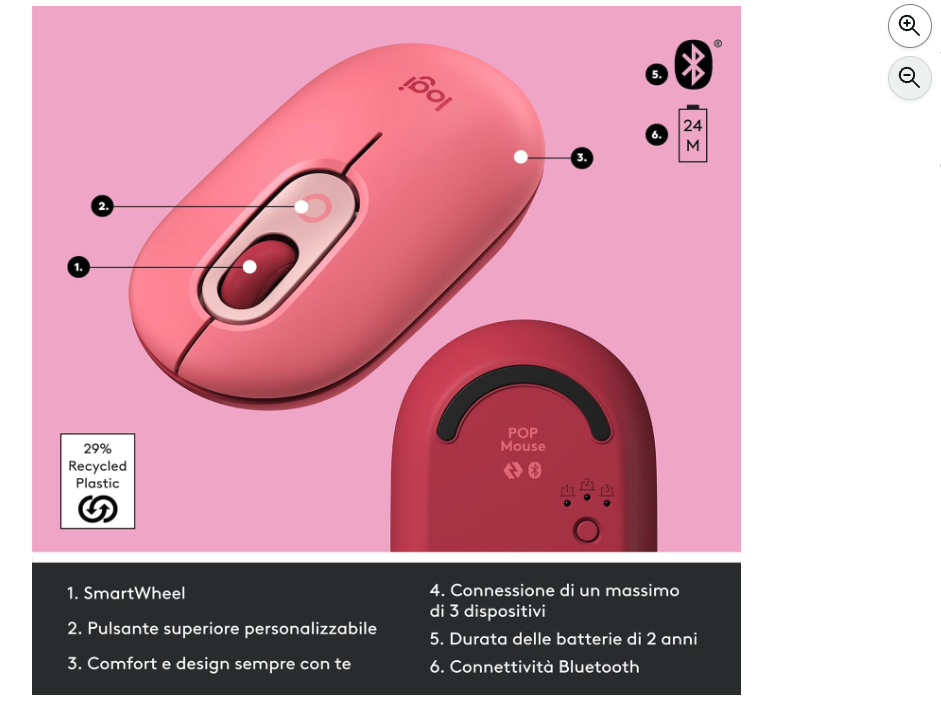 logi
5.
®
6.
24
M
3.
2.
1.
29%
Recycled
Plastic
POP
Mouse
1 2 3
1. SmartWheel
2. Pulsante superiore personalizzabile
3. Comfort e design sempre con te
4. Connessione di un massimo
di 3 dispositivi
5. Durata delle batterie di 2 anni
6. Connettività Bluetooth